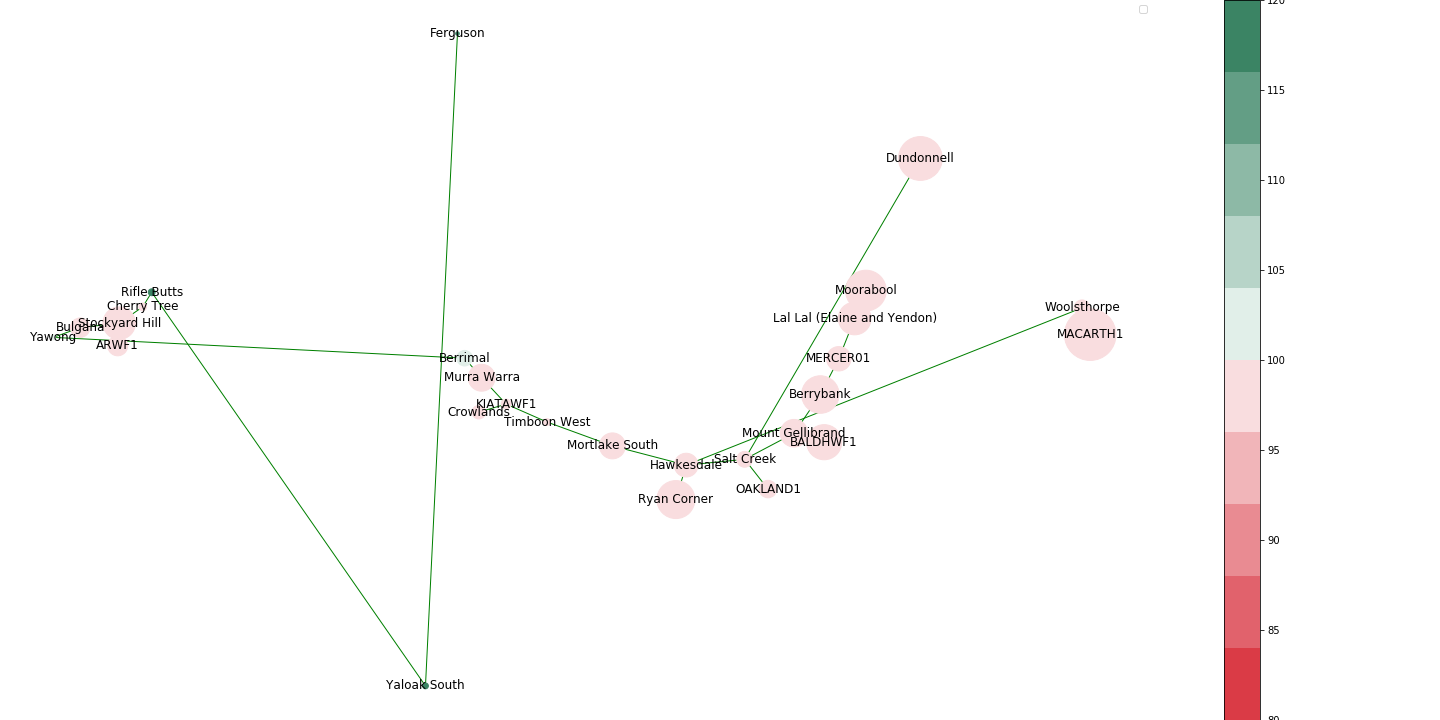 Ferguson
Dundonnell
Moorabool
Rifle Butts
Cherry Tree
Woolsthorpe
Lal Lal (Elaine and Yendon)
Stockyard Hill
Bulgana
MACARTH1
Yawong
ARWF1
Berrimal
MERCER01
Murra Warra
Berrybank
KIATAWF1
Crowlands
Timboon West
Mount Gellibrand
BALDHWF1
Mortlake South
Salt Creek
Hawkesdale
OAKLAND1
Ryan Corner
Yaloak South
120
115
110
105
100
95
90
85
80